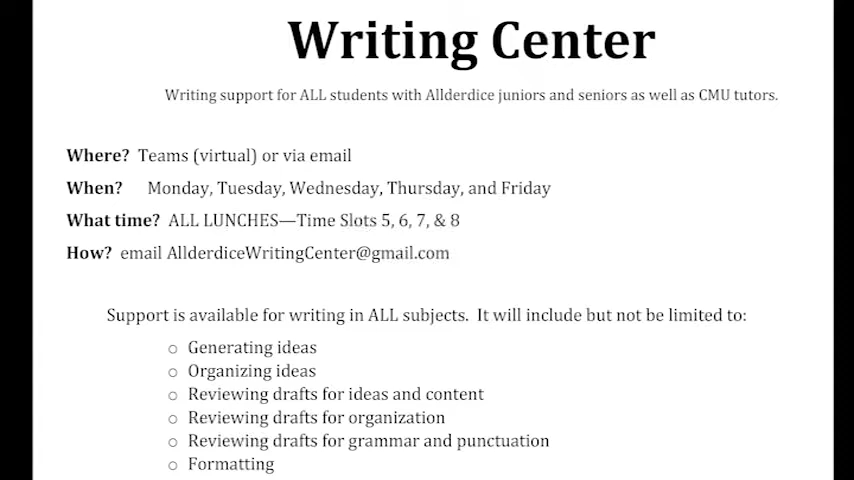 Writing Center
Writing support for ALL students with Allderdice juniors and seniors as well as CMU tutors.
Where? Teams (virtual) or via email
When? Monday, Tuesday, Wednesday, Thursday, and Friday
What time? ALL LUNCHES—Time Slots 5, 6, 7, & 8
How? email AllderdiceWritingCenter@gmail.com
Support is available for writing in ALL subjects. It will include but not be limited to:
○ Generating ideas
○ Organizing ideas
○ Reviewing drafts for ideas and content
○ Reviewing drafts for organization
○ Reviewing drafts for grammar and punctuation
○ Formatting